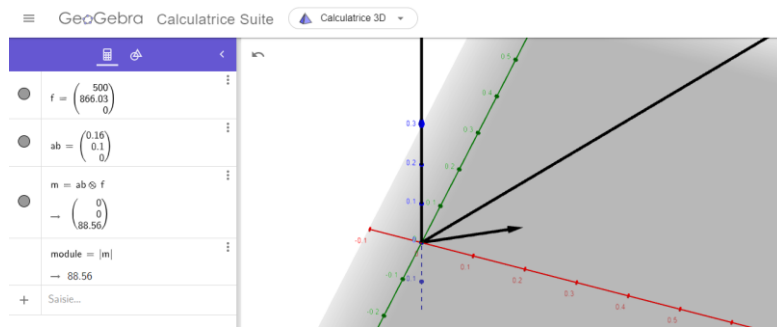 GeoGebra Calculatrice Suite Calculatrice 3D
f = (500 866.03 0)
ab = (0.16 0.1 0)
m = ab ⊗ f
→ (0 0 88.56)
module = |m|
→ 88.56
+ Saisie...
0.5
0.4
0.3
0.3
0.2
0.2
0.1
0.1
-0.1
0
0.1
0.2
0.3
0.4
0.5
-0.1
0.1
-0.2